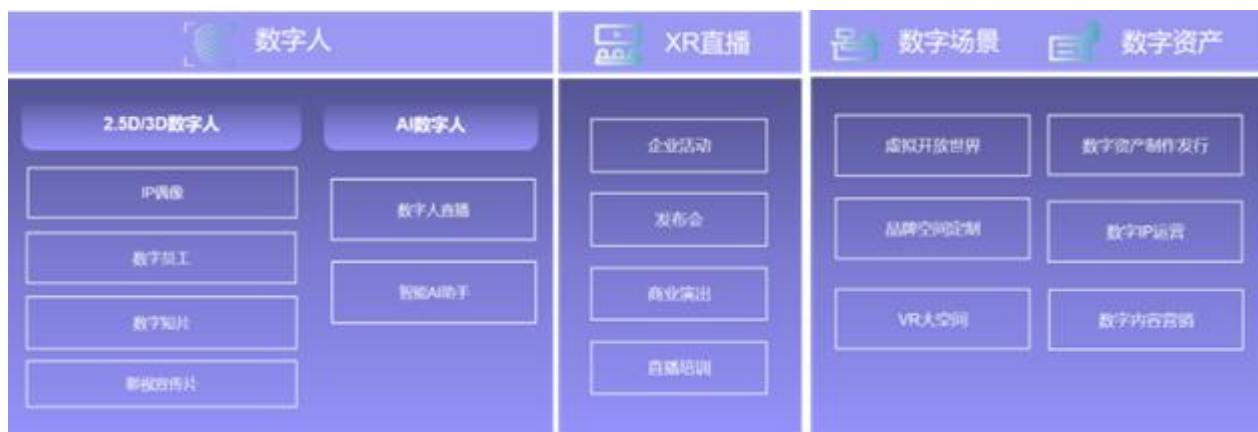 数字人
2.5D/3D数字人
AI数字人
IP偶像
数字员工
数字短片
影视宣传片
数字人直播
智能AI助手
XR直播
企业活动
发布会
商业演出
直播培训
数字场景
数字资产
虚拟开放世界
品牌空间定制
VR大空间
数字资产制作发行
数字IP运营
数字内容营销